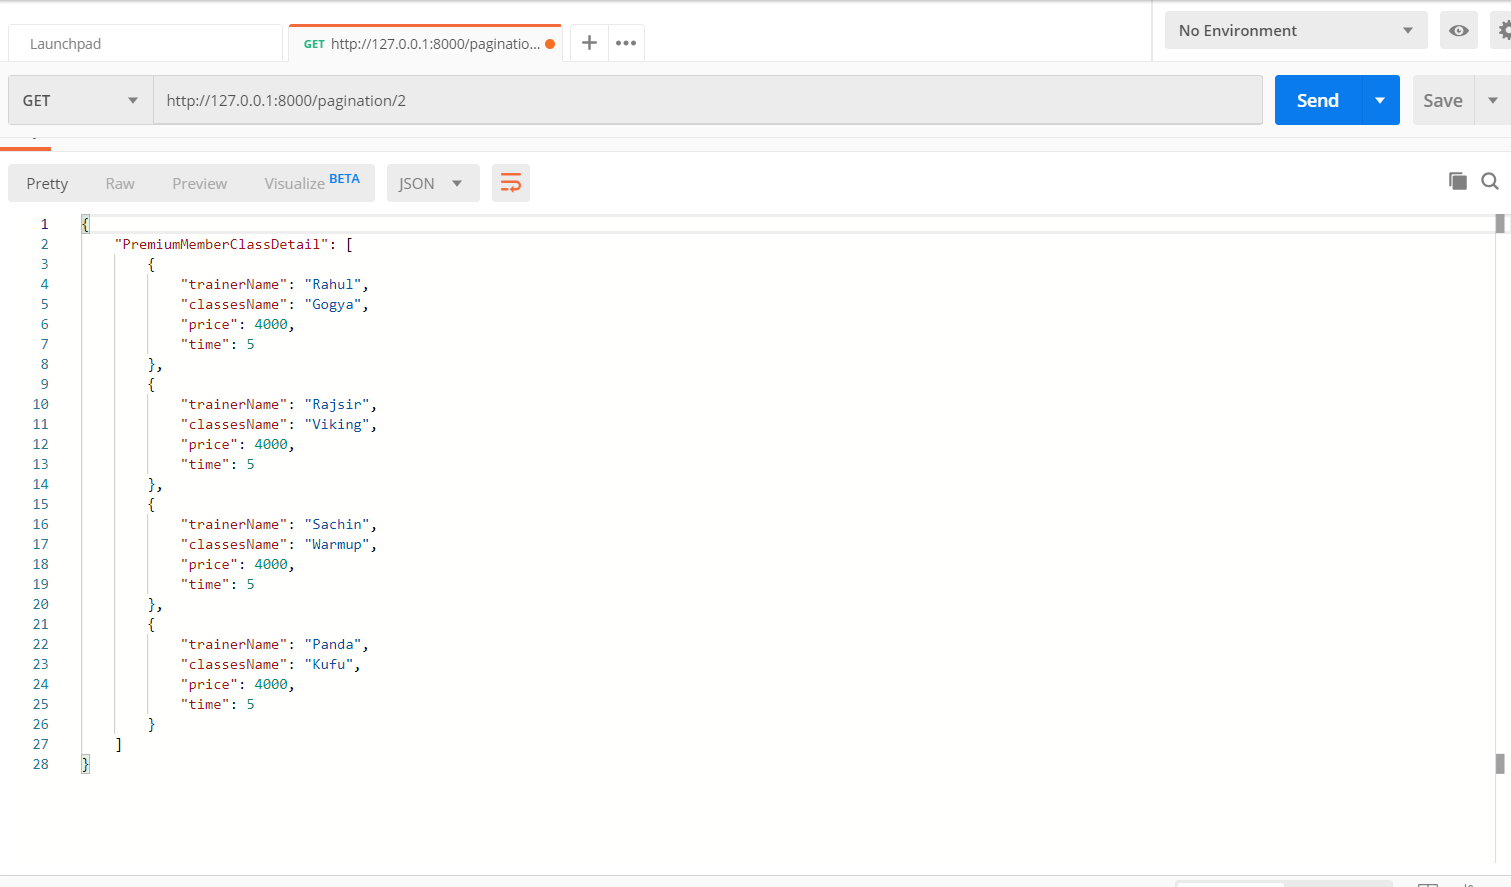 Launchpad
GET http://127.0.0.1:8000/paginatio...
No Environment
GET
http://127.0.0.1:8000/pagination/2
Send
Save
Pretty Raw Preview Visualize BETA JSON
1 {
2 "PremiumMemberClassDetail": [
3 {
4 "trainerName": "Rahul",
5 "classesName": "Gogya",
6 "price": 4000,
7 "time": 5
8 },
9 {
10 "trainerName": "Rajsir",
11 "classesName": "Viking",
12 "price": 4000,
13 "time": 5
14 },
15 {
16 "trainerName": "Sachin",
17 "classesName": "Warmup",
18 "price": 4000,
19 "time": 5
20 },
21 {
22 "trainerName": "Panda",
23 "classesName": "Kufu",
24 "price": 4000,
25 "time": 5
26 }
27 ]
28 }